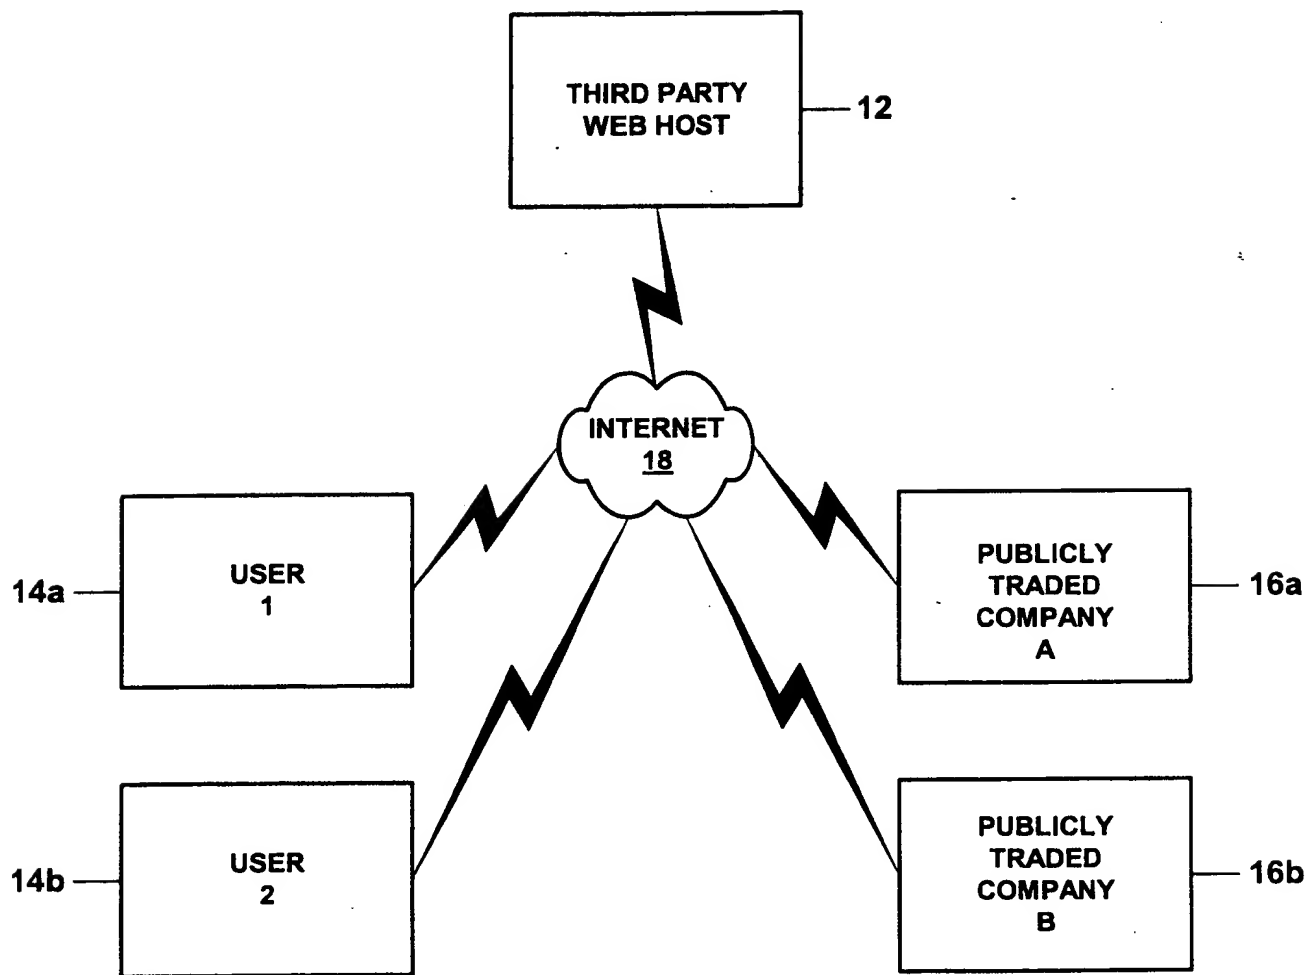 THIRD PARTY
WEB HOST
12
INTERNET
18
USER
1
14a
PUBLICLY
TRADED
COMPANY
A
16a
USER
2
14b
PUBLICLY
TRADED
COMPANY
B
16b